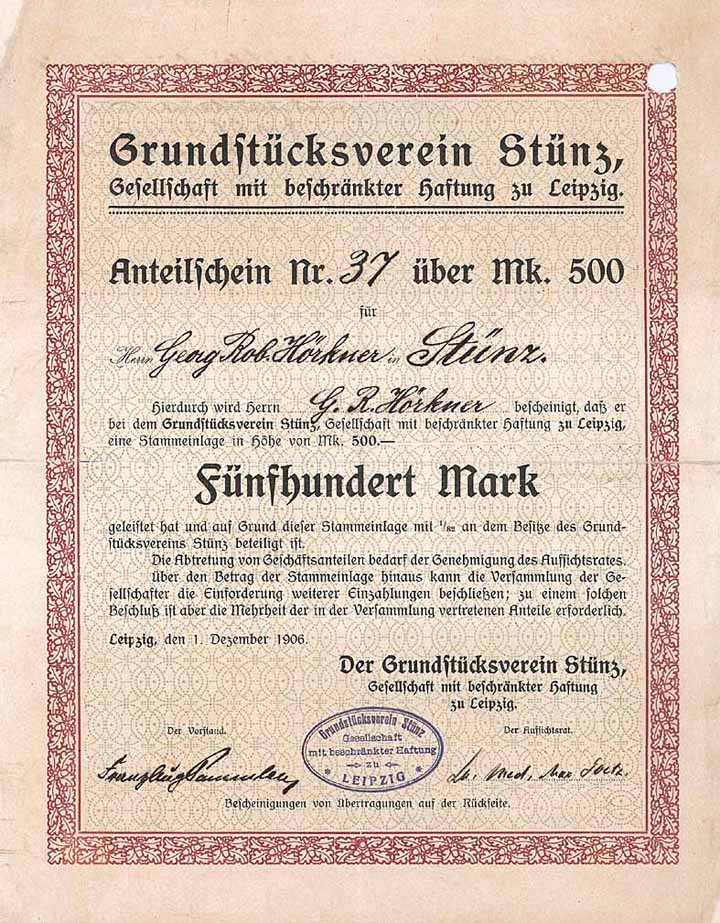 Grundstücksverein Stünz,
Gesellschaft mit beschränkter Haftung zu Leipzig.
Anteilschein Nr. 37 über Mk. 500
für
Herrn Georg Rob. Hörkner in Stünz.
Hierdurch wird Herrn G. R. Hörkner bescheinigt, daß er
bei dem Grundstücksverein Stünz, Gesellschaft mit beschränkter Haftung zu Leipzig,
eine Stammeinlage in Höhe von Mk. 500.—
Fünfhundert Mark
geleistet hat und auf Grund dieser Stammeinlage mit 1/82 an dem Besitze des Grund-
stücksvereins Stünz beteiligt ist.
Die Abtretung von Geschäftsanteilen bedarf der Genehmigung des Aufsichtsrates.
Über den Betrag der Stammeinlage hinaus kann die Versammlung der Ge-
sellschafter die Einforderung weiterer Einzahlungen beschließen; zu einem solchen
Beschluß ist aber die Mehrheit der in der Versammlung vertretenen Anteile erforderlich.
Leipzig, den 1. Dezember 1906.
Der Grundstücksverein Stünz,
Gesellschaft mit beschränkter Haftung
zu Leipzig.
Der Vorstand.
Der Aufsichtsrat.
Grundstücksverein Stünz
Gesellschaft
mit beschränkter Haftung
zu
LEIPZIG
med. Max
Bescheinigungen von Übertragungen auf der Rückseite.